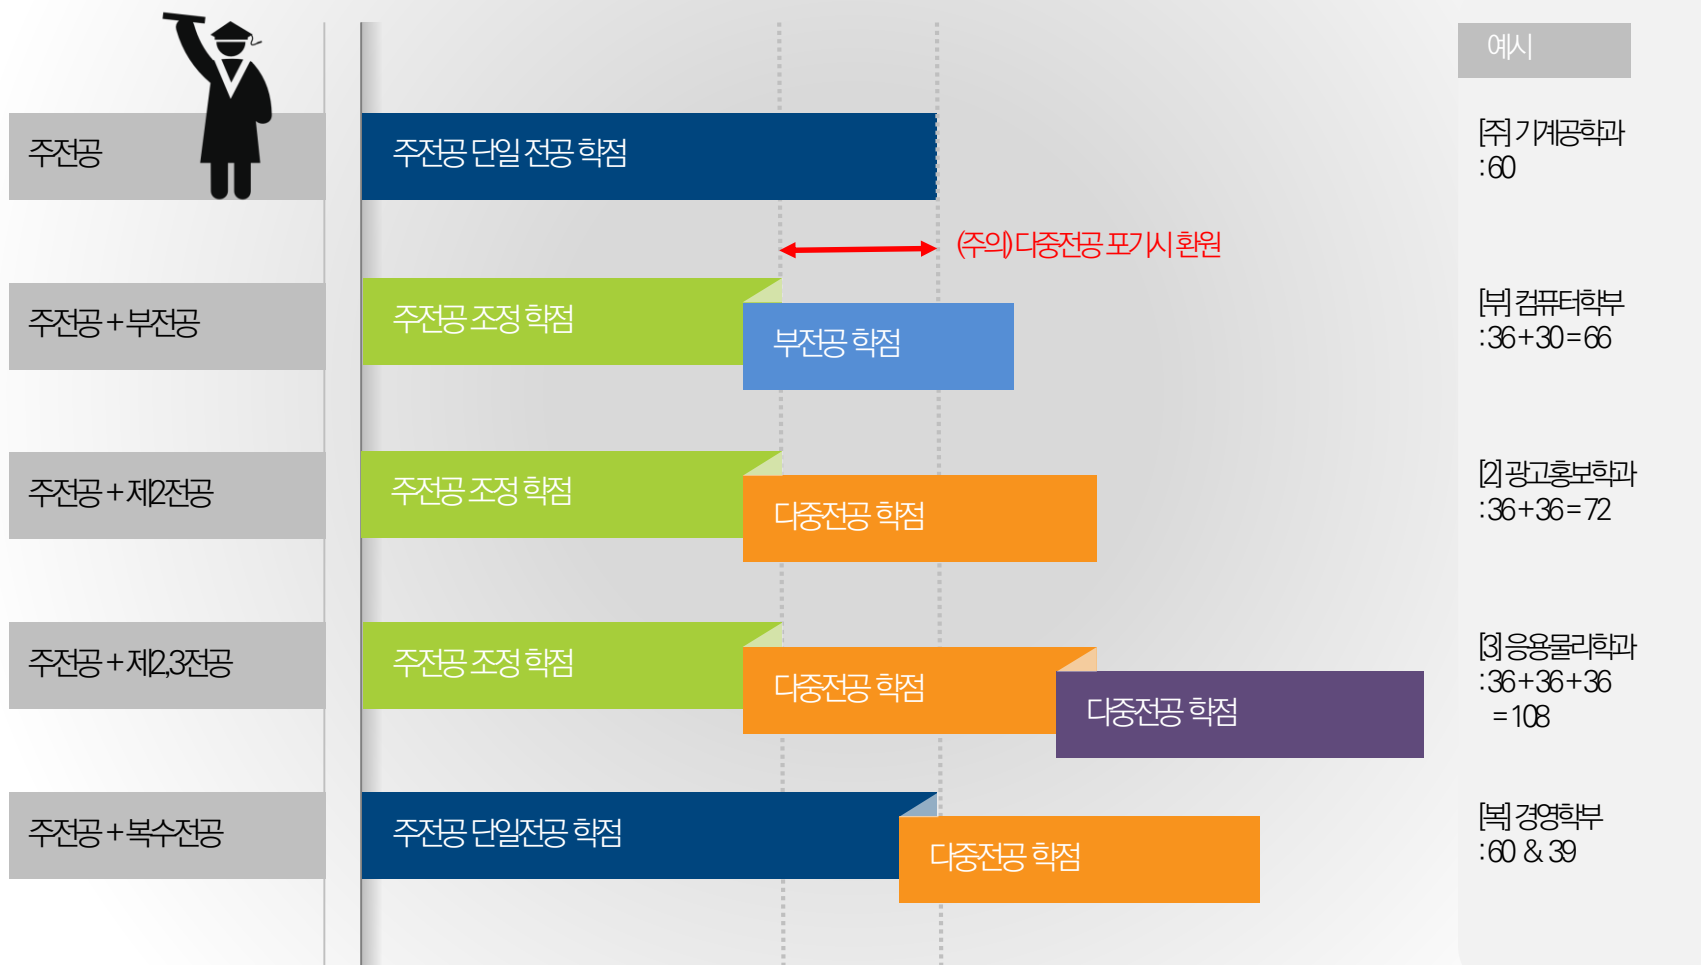 예시
주전공
주전공 단일 전공 학점
[주] 기계공학과
: 60
(주의) 다중전공 포기시 환원
주전공 + 부전공
주전공 조정 학점
부전공 학점
[부] 컴퓨터학부
: 36 + 30 = 66
주전공 + 제2전공
주전공 조정 학점
다중전공 학점
[2] 광고홍보학과
: 36 + 36 = 72
주전공 + 제2,3전공
주전공 조정 학점
다중전공 학점
다중전공 학점
[3] 응용물리학과
: 36 + 36 + 36
= 108
주전공 + 복수전공
주전공 단일전공 학점
다중전공 학점
[복] 경영학부
: 60 & 39